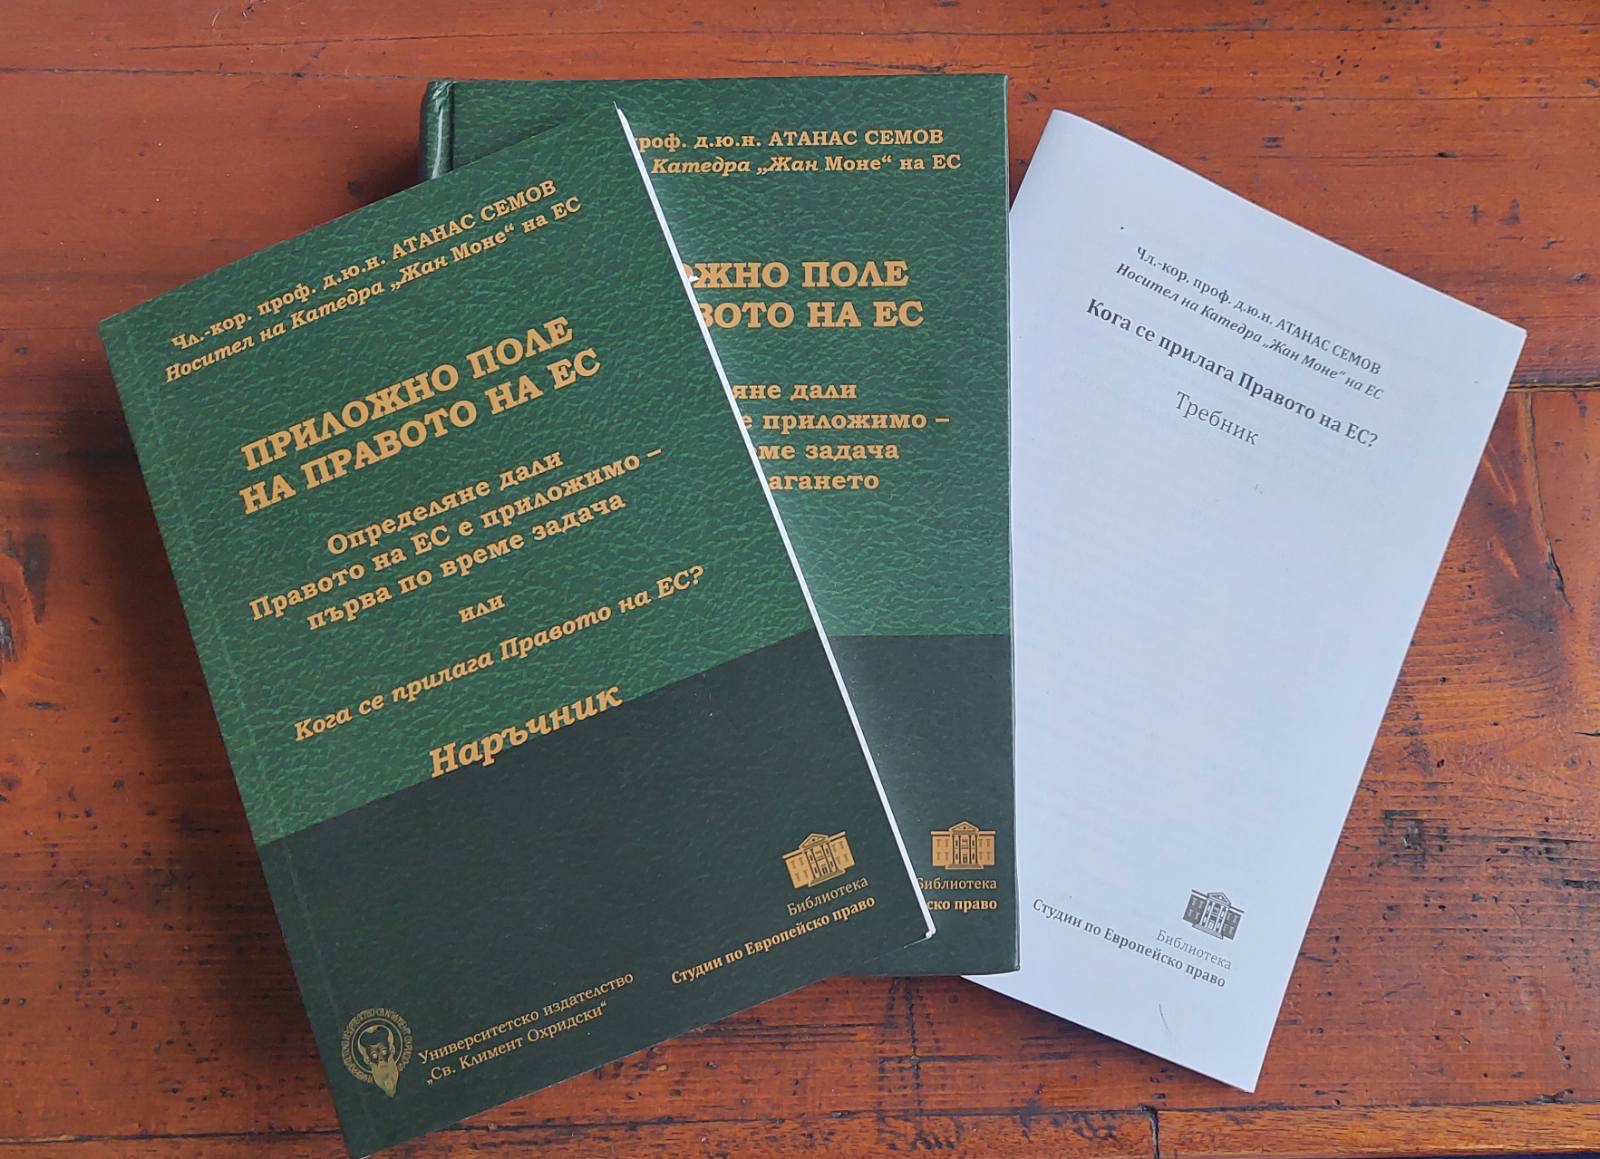 Чл.-кор. проф. д.ю.н. АТАНАС СЕМОВ
Носител на Катедра „Жан Моне“ на ЕС
ПРИЛОЖНО ПОЛЕ
НА ПРАВОТО НА ЕС
Определяне дали
Правото на ЕС е приложимо –
първа по време задача
или
Кога се прилага Правото на ЕС?
Наръчник
Библиотека
Студии по Европейско право
Университетско издателство
„Св. Климент Охридски“
роф. д.ю.н. АТАНАС СЕМОВ
Катедра „Жан Моне“ на ЕС
ОЖНО ПОЛЕ
ВОТО НА ЕС
яне дали
е приложимо –
ме задача
агането
Библиотека
ско право
Чл.-кор. проф. д.ю.н. АТАНАС СЕМОВ
Носител на Катедра „Жан Моне“ на ЕС
Кога се прилага Правото на ЕС?
Требник
Библиотека
Студии по Европейско право